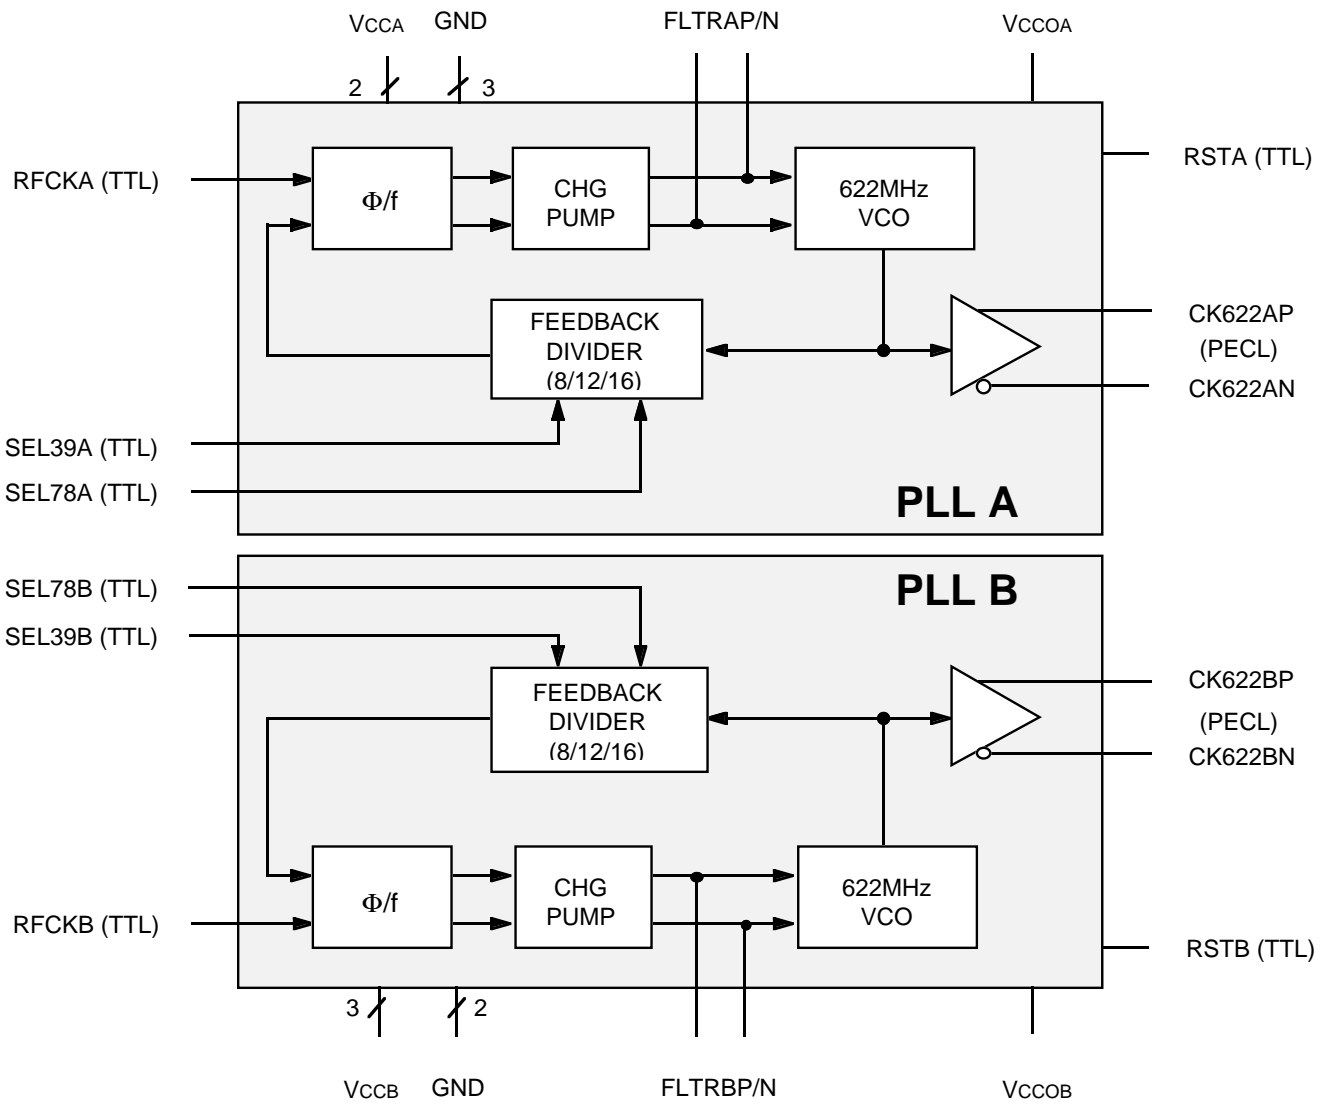 VCCA GND FLTRAP/N VCCOA
2 3
RFCKA (TTL)
Φ/f
CHG
PUMP
622MHz
VCO
RSTA (TTL)
FEEDBACK
DIVIDER
(8/12/16)
CK622AP
(PECL)
CK622AN
SEL39A (TTL)
SEL78A (TTL)
PLL A
SEL78B (TTL)
SEL39B (TTL)
PLL B
FEEDBACK
DIVIDER
(8/12/16)
CK622BP
(PECL)
CK622BN
RFCKB (TTL)
Φ/f
CHG
PUMP
622MHz
VCO
RSTB (TTL)
3 2
VCCB GND FLTRBP/N VCCOB